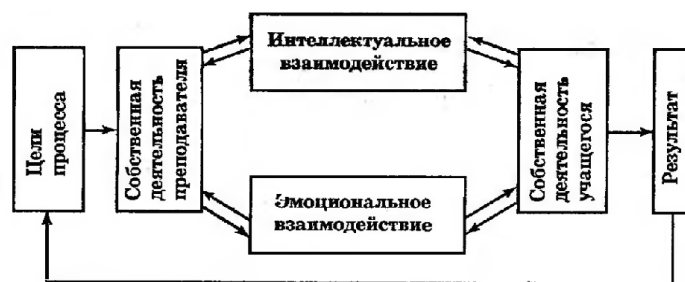 Цели
процесса
Собственная
деятельность
преподавателя
Интеллектуальное
взаимодействие
Эмоциональное
взаимодействие
Собственная
деятельность
учащегося
Результат